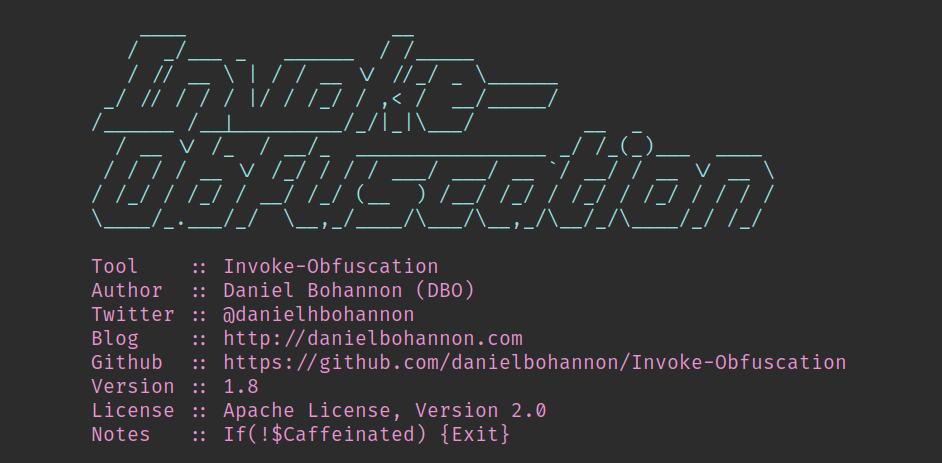 Invoke-
Obfuscation
Tool :: Invoke-Obfuscation
Author :: Daniel Bohannon (DBO)
Twitter :: @danielhbohannon
Blog :: http://danielbohannon.com
Github :: https://github.com/danielbohannon/Invoke-Obfuscation
Version :: 1.8
License :: Apache License, Version 2.0
Notes :: If(!$Caffeinated) {Exit}